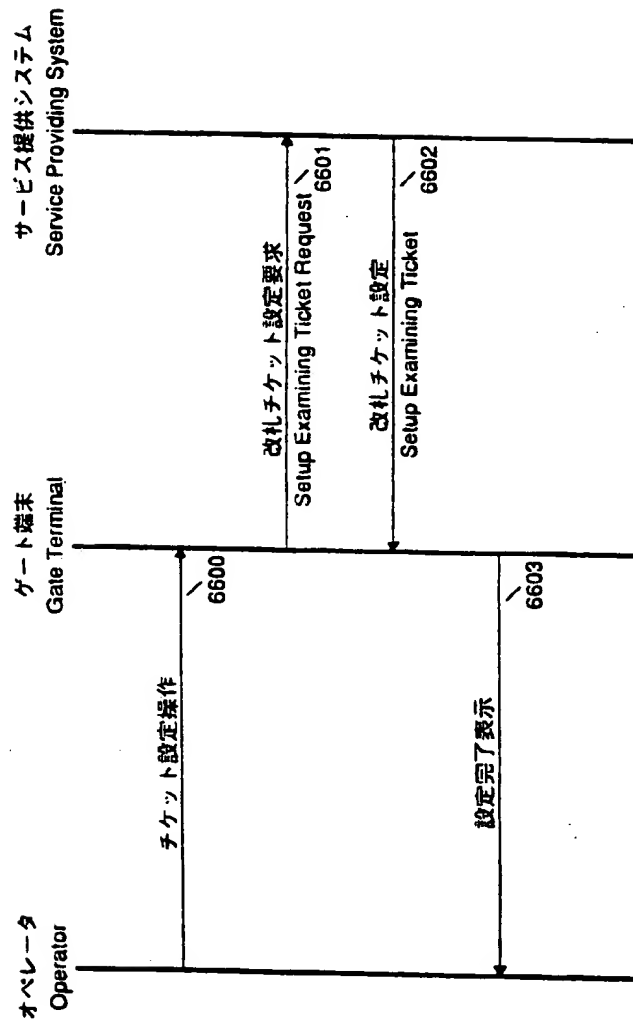 オペレータ
Operator
ゲート端末
Gate Terminal
サービス提供システム
Service Providing System
チケット設定操作
6600
改札チケット設定要求
Setup Examining Ticket Request
6601
改札チケット設定
Setup Examining Ticket
6602
設定完了表示
6603